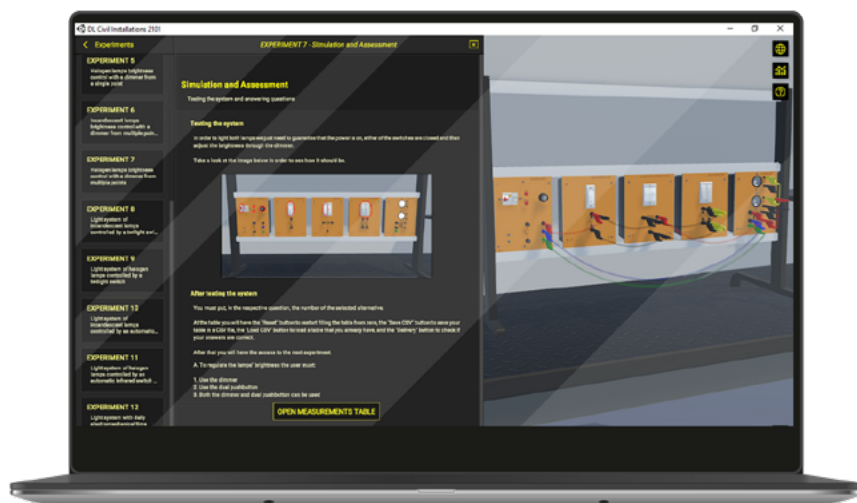 DL Civil Installations 2101
Experiments
EXPERIMENT 5
Halogen lamps brightness
control with a dimmer from
a single point
EXPERIMENT 6
Incandescent lamps
brightness control with a
dimmer from multiple poin...
EXPERIMENT 7
Halogen lamps brightness
control with a dimmer from
multiple points
EXPERIMENT 8
Light system of
incandescent lamps
controlled by a twilight swi...
EXPERIMENT 9
Light system of halogen
lamps controlled by a
twilight switch
EXPERIMENT 10
Light system of
incandescent lamps
controlled by an automatic...
EXPERIMENT 11
Light system of halogen
lamps controlled by an
automatic infrared switch ...
EXPERIMENT 12
Light system with daily
electromechanical time
EXPERIMENT 7 - Simulation and Assessment
Simulation and Assessment
Testing the system and answering questions
Testing the system
In order to light both lamps we just need to guarantee that the power is on, either of the switches are closed and then
adjust the brightness through the dimmer.
Take a look at the image below in order to see how it should be.
After testing the system
You must put, in the respective question, the number of the selected alternative.
At the table you will have the "Reset" button to restart filling the table from zero, the "Save CSV" button to save your
table in a CSV file, the "Load CSV" button to load a table that you already have, and the "Delivery" button to check if
your answers are correct.
After that you will have the access to the next experiment.
A. To regulate the lamps' brightness the user must:
1. Use the dimmer
2. Use the dual pushbutton
3. Both the dimmer and dual pushbutton can be used
OPEN MEASUREMENTS TABLE